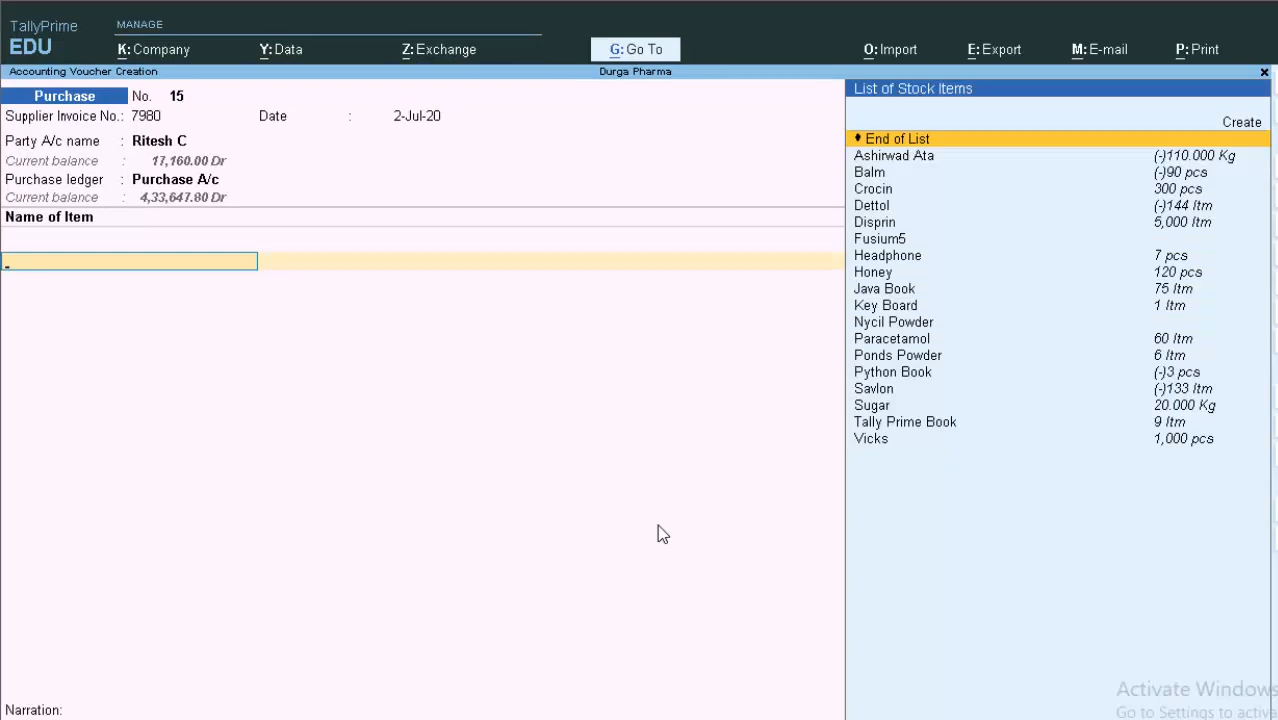 TallyPrime
EDU
MANAGE
K: Company Y: Data Z: Exchange G: Go To O: Import E: Export M: E-mail P: Print
Accounting Voucher Creation Durga Pharma x
Purchase No. 15
Supplier Invoice No.: 7980 Date : 2-Jul-20
Party A/c name : Ritesh C
Current balance : 17,160.00 Dr
Purchase ledger : Purchase A/c
Current balance : 4,33,647.80 Dr
Name of Item
List of Stock Items
Create
♦ End of List
Ashirwad Ata (-)110.000 Kg
Balm (-)90 pcs
Crocin 300 pcs
Dettol (-)144 Itm
Disprin 5,000 Itm
Fusium5
Headphone 7 pcs
Honey 120 pcs
Java Book 75 Itm
Key Board 1 Itm
Nycil Powder
Paracetamol 60 Itm
Ponds Powder 6 Itm
Python Book (-)3 pcs
Savlon (-)133 Itm
Sugar 20.000 Kg
Tally Prime Book 9 Itm
Vicks 1,000 pcs
Narration:
Activate Windows
Go to Settings to activa